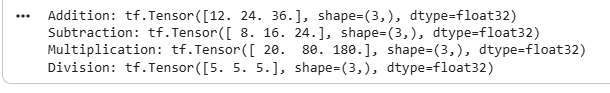 Addition: tf.Tensor([12. 24. 36.], shape=(3,), dtype=float32)
Subtraction: tf.Tensor([ 8. 16. 24.], shape=(3,), dtype=float32)
Multiplication: tf.Tensor([ 20.  80. 180.], shape=(3,), dtype=float32)
Division: tf.Tensor([5. 5. 5.], shape=(3,), dtype=float32)